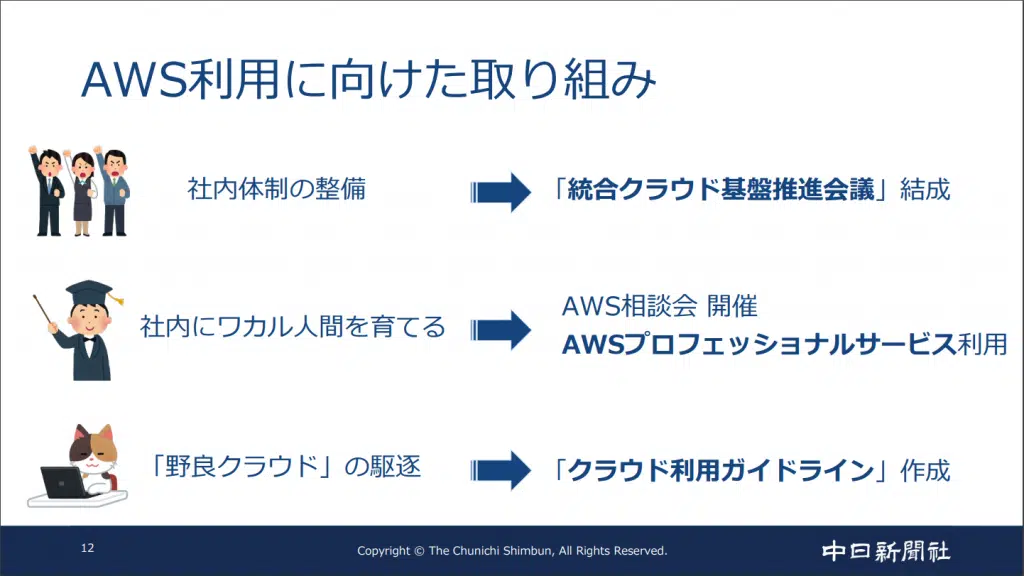 AWS利用に向けた取り組み
社内体制の整備
「統合クラウド基盤推進会議」結成
社内にワカル人間を育てる
AWS相談会 開催
AWSプロフェッショナルサービス利用
「野良クラウド」の駆逐
「クラウド利用ガイドライン」作成
12
Copyright © The Chunichi Shimbun, All Rights Reserved.
中日新聞社